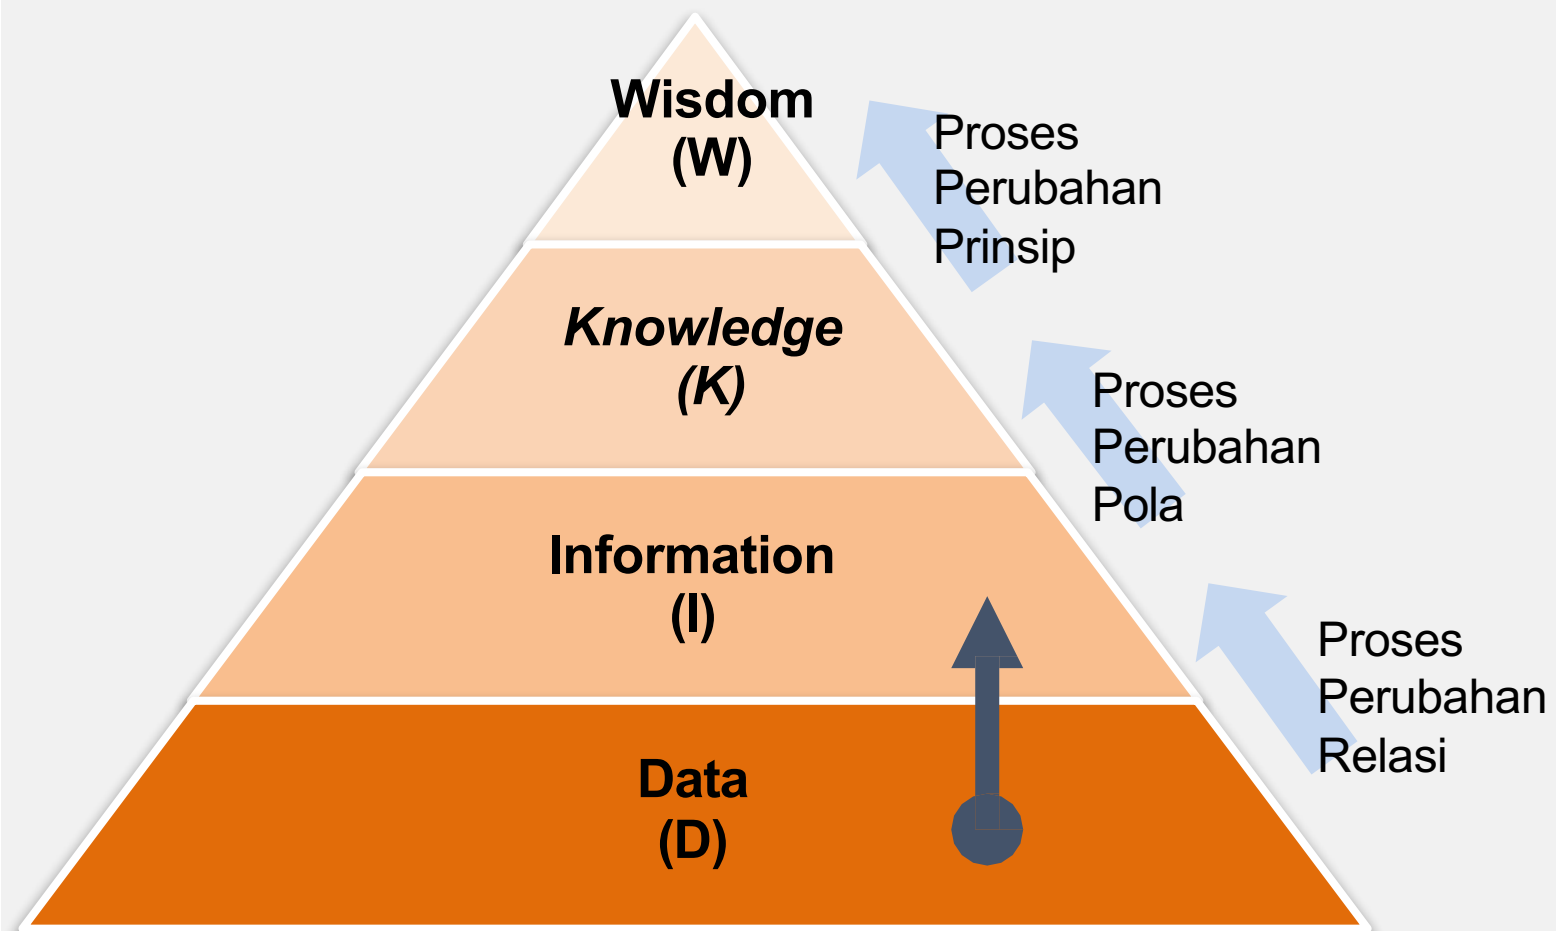 Wisdom
(W)
Proses
Perubahan
Prinsip
Knowledge
(K)
Proses
Perubahan
Pola
Information
(I)
Proses
Perubahan
Relasi
Data
(D)